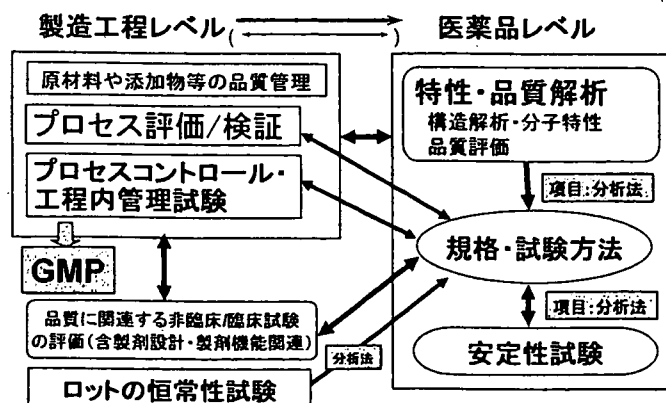 製造工程レベル
医薬品レベル
原材料や添加物等の品質管理
プロセス評価/検証
プロセスコントロール・
工程内管理試験
GMP
品質に関連する非臨床/臨床試験
の評価(含製剤設計・製剤機能関連)
ロットの恒常性試験
分析法
特性・品質解析
構造解析・分子特性
品質評価
項目:分析法
規格・試験方法
項目:分析法
安定性試験